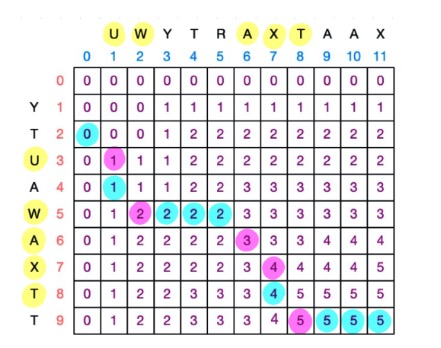 U W Y T R A X T A A X
0 1 2 3 4 5 6 7 8 9 10 11
0 0 0 0 0 0 0 0 0 0 0 0 0
Y 1 0 0 0 1 1 1 1 1 1 1 1 1
T 2 0 0 0 1 2 2 2 2 2 2 2 2
U 3 0 1 1 1 2 2 2 2 2 2 2 2
A 4 0 1 1 1 2 2 3 3 3 3 3 3
W 5 0 1 2 2 2 2 3 3 3 3 3 3
A 6 0 1 2 2 2 2 3 3 3 4 4 4
X 7 0 1 2 2 2 2 3 4 4 4 4 5
T 8 0 1 2 2 3 3 3 4 5 5 5 5
T 9 0 1 2 2 3 3 3 4 5 5 5 5